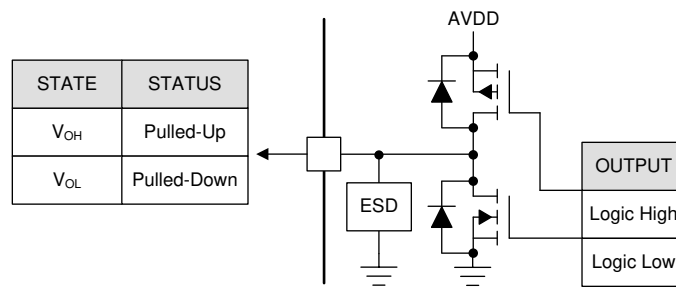 AVDD
STATE STATUS
VOH Pulled-Up
VOL Pulled-Down
ESD
OUTPUT
Logic High
Logic Low